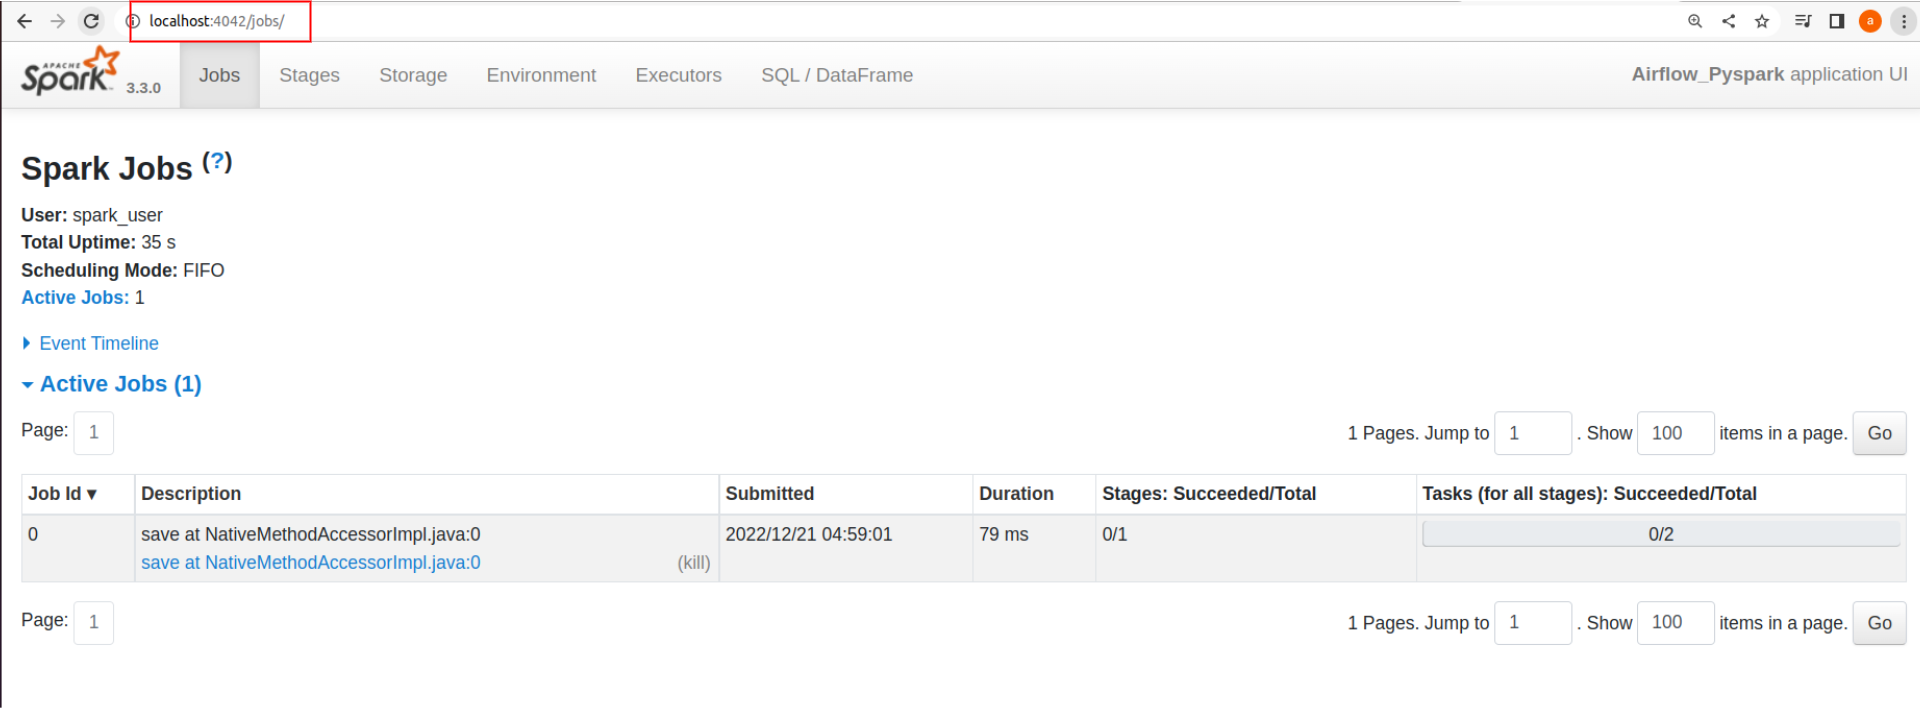 localhost:4042/jobs/
a
APACHE Spark 3.3.0 Jobs Stages Storage Environment Executors SQL / DataFrame Airflow_Pyspark application UI
Spark Jobs (?)
User: spark_user
Total Uptime: 35 s
Scheduling Mode: FIFO
Active Jobs: 1
Event Timeline
Active Jobs (1)
Page: 1 1 Pages. Jump to 1 . Show 100 items in a page. Go
Job Id ▾ Description Submitted Duration Stages: Succeeded/Total Tasks (for all stages): Succeeded/Total
0 save at NativeMethodAccessorImpl.java:0 2022/12/21 04:59:01 79 ms 0/1 0/2
save at NativeMethodAccessorImpl.java:0 (kill)
Page: 1 1 Pages. Jump to 1 . Show 100 items in a page. Go